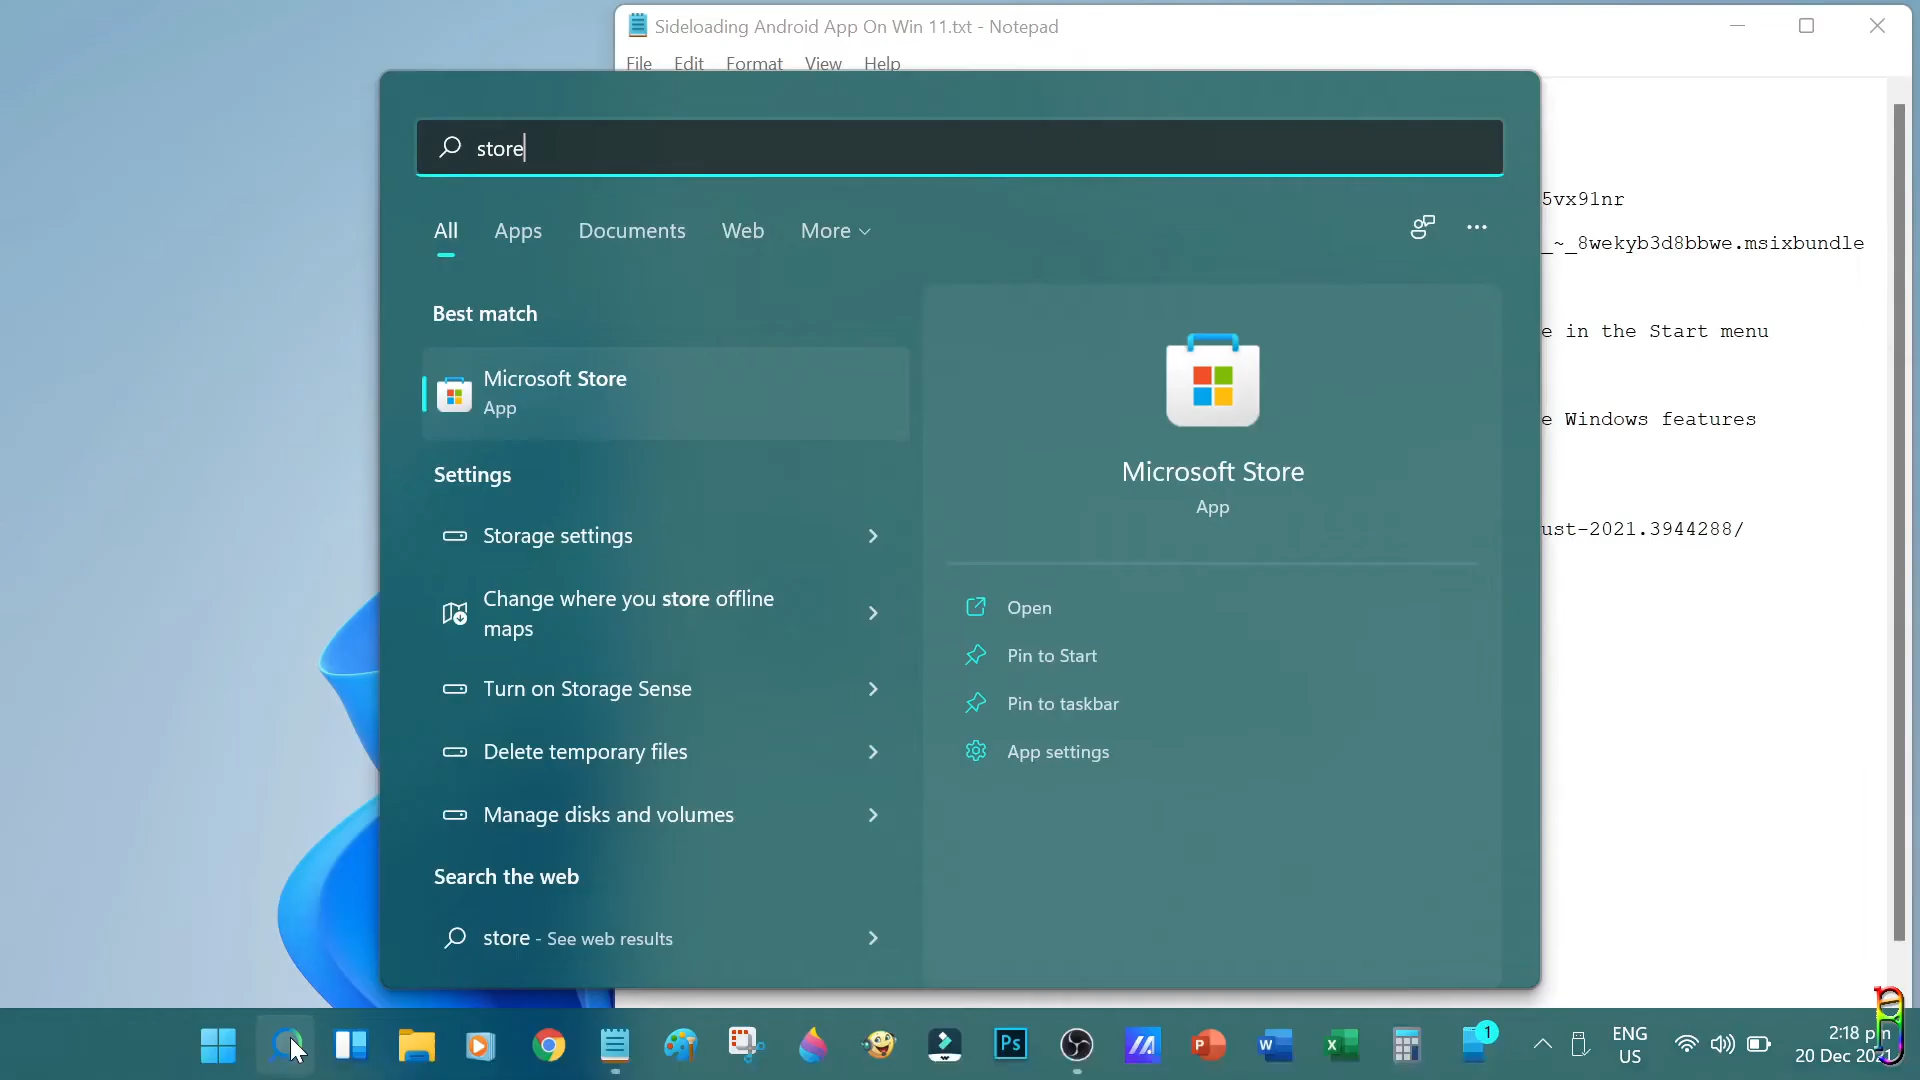 Sideloading Android App On Win 11.txt - Notepad
File Edit Format View Help
store
All Apps Documents Web More
5vx91nr
_~_8wekyb3d8bbwe.msixbundle
e in the Start menu
e Windows features
ust-2021.3944288/
Best match
Microsoft Store
App
Settings
Storage settings
Change where you store offline
maps
Turn on Storage Sense
Delete temporary files
Manage disks and volumes
Search the web
store - See web results
Microsoft Store
App
Open
Pin to Start
Pin to taskbar
App settings
Ps
P
W
X
1
ENG
US
2:18 p
20 Dec 2021